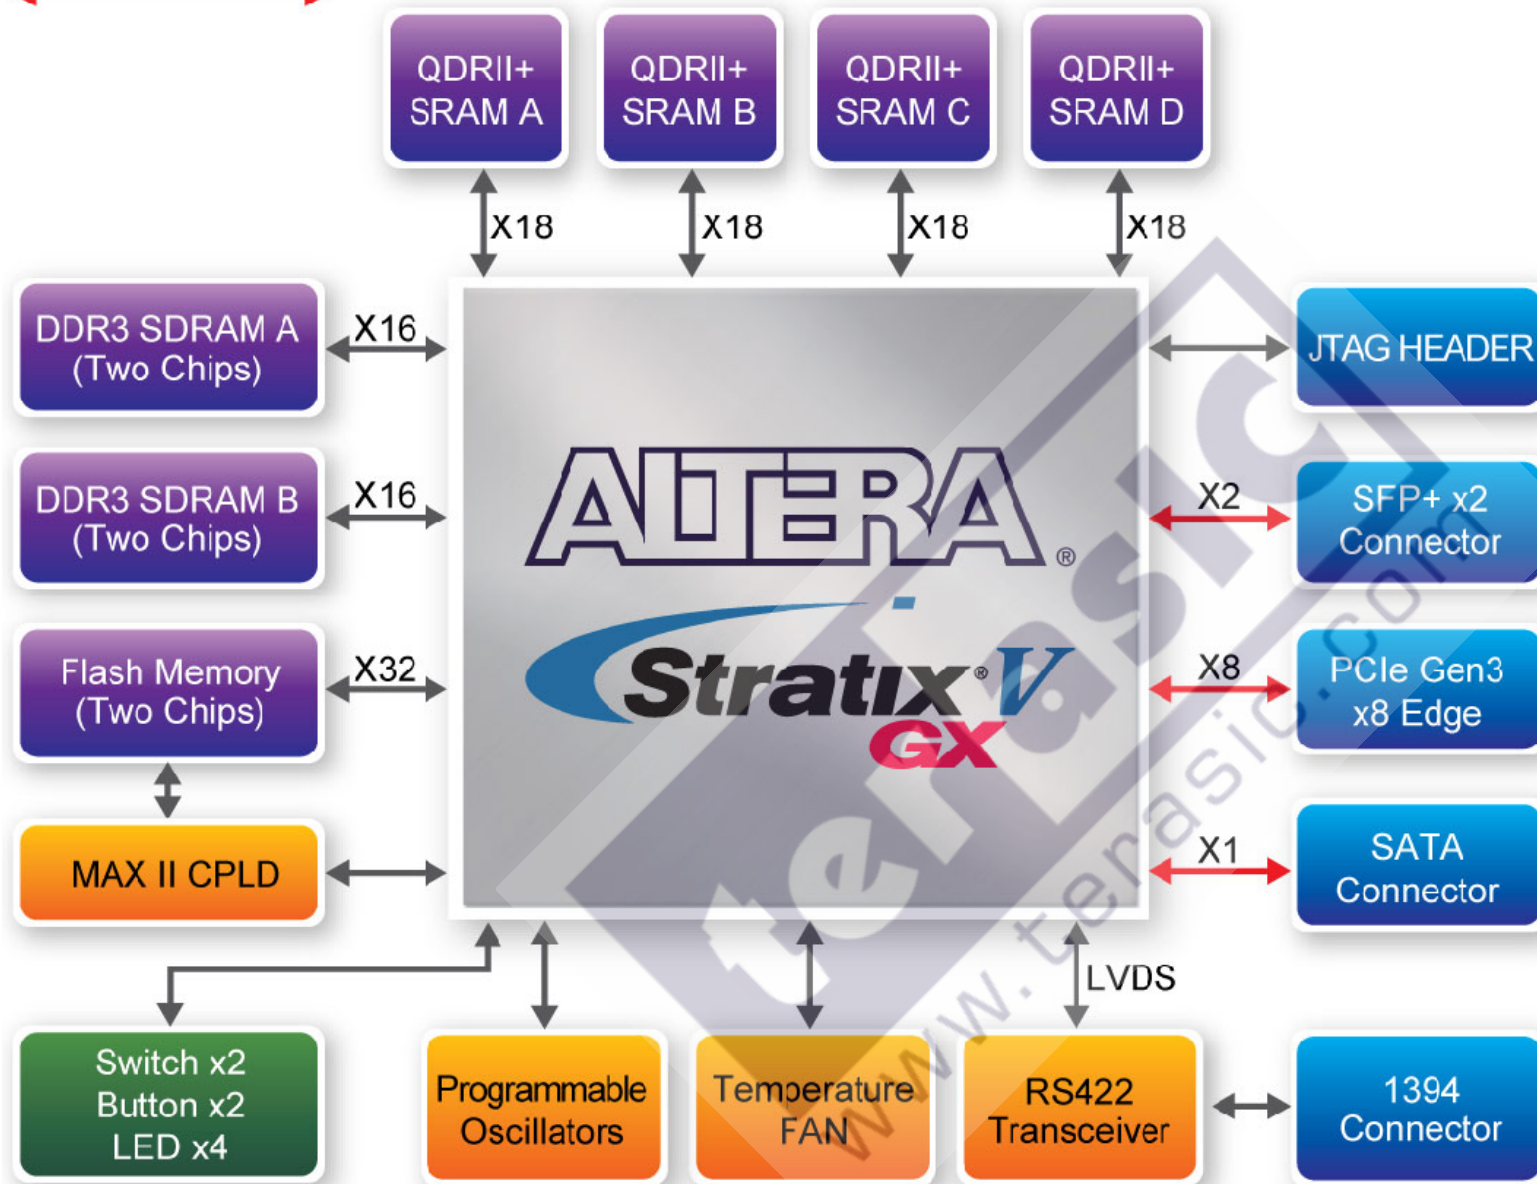 QDRII+
SRAM A
QDRII+
SRAM B
QDRII+
SRAM C
QDRII+
SRAM D
X18
X18
X18
X18
DDR3 SDRAM A
(Two Chips)
X16
JTAG HEADER
DDR3 SDRAM B
(Two Chips)
X16
ALTERA®
X2
SFP+ x2
Connector
Flash Memory
(Two Chips)
X32
Stratix® V
GX
X8
PCIe Gen3
x8 Edge
MAX II CPLD
X1
SATA
Connector
LVDS
Switch x2
Button x2
LED x4
Programmable
Oscillators
Temperature
FAN
RS422
Transceiver
1394
Connector
terasic
www.terasic.com